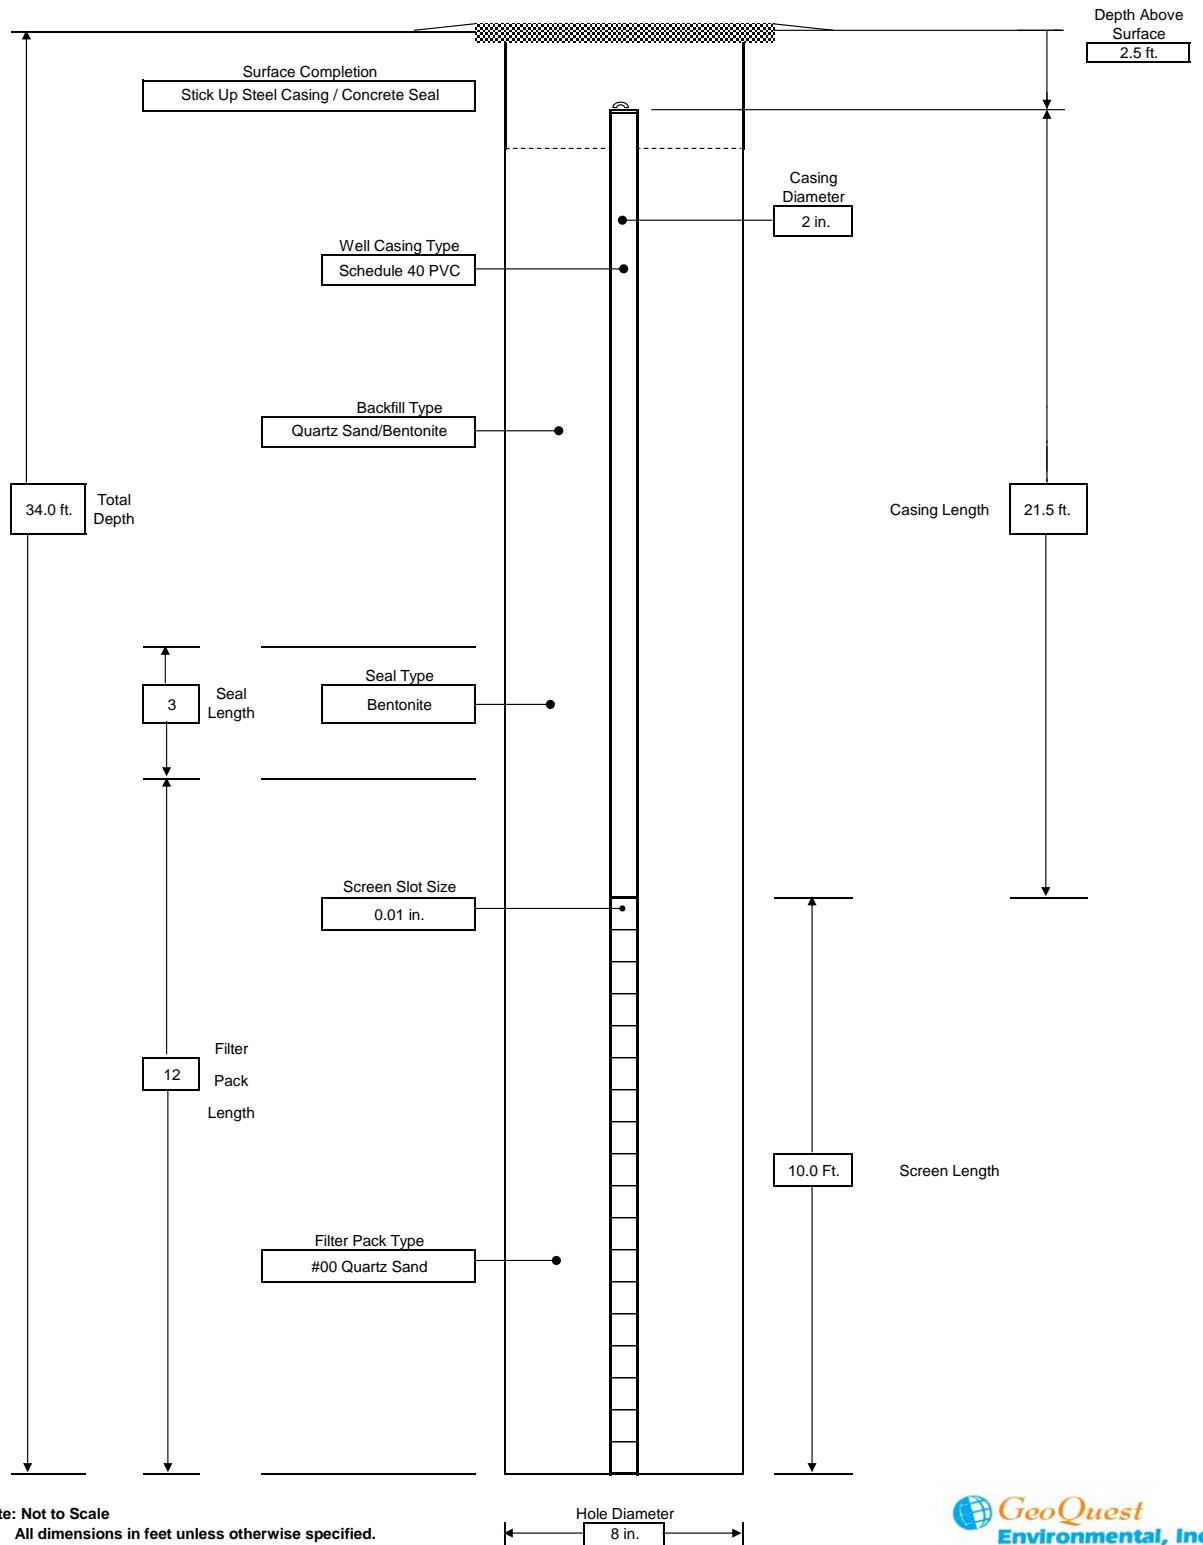 Depth Above
Surface
2.5 ft.
Surface Completion
Stick Up Steel Casing / Concrete Seal
Casing
Diameter
2 in.
Well Casing Type
Schedule 40 PVC
Backfill Type
Quartz Sand/Bentonite
34.0 ft.
Total
Depth
Casing Length
21.5 ft.
3
Seal
Length
Seal Type
Bentonite
Screen Slot Size
0.01 in.
12
Filter
Pack
Length
10.0 Ft.
Screen Length
Filter Pack Type
#00 Quartz Sand
te: Not to Scale
All dimensions in feet unless otherwise specified.
Hole Diameter
8 in.
GeoQuest
Environmental, Inc